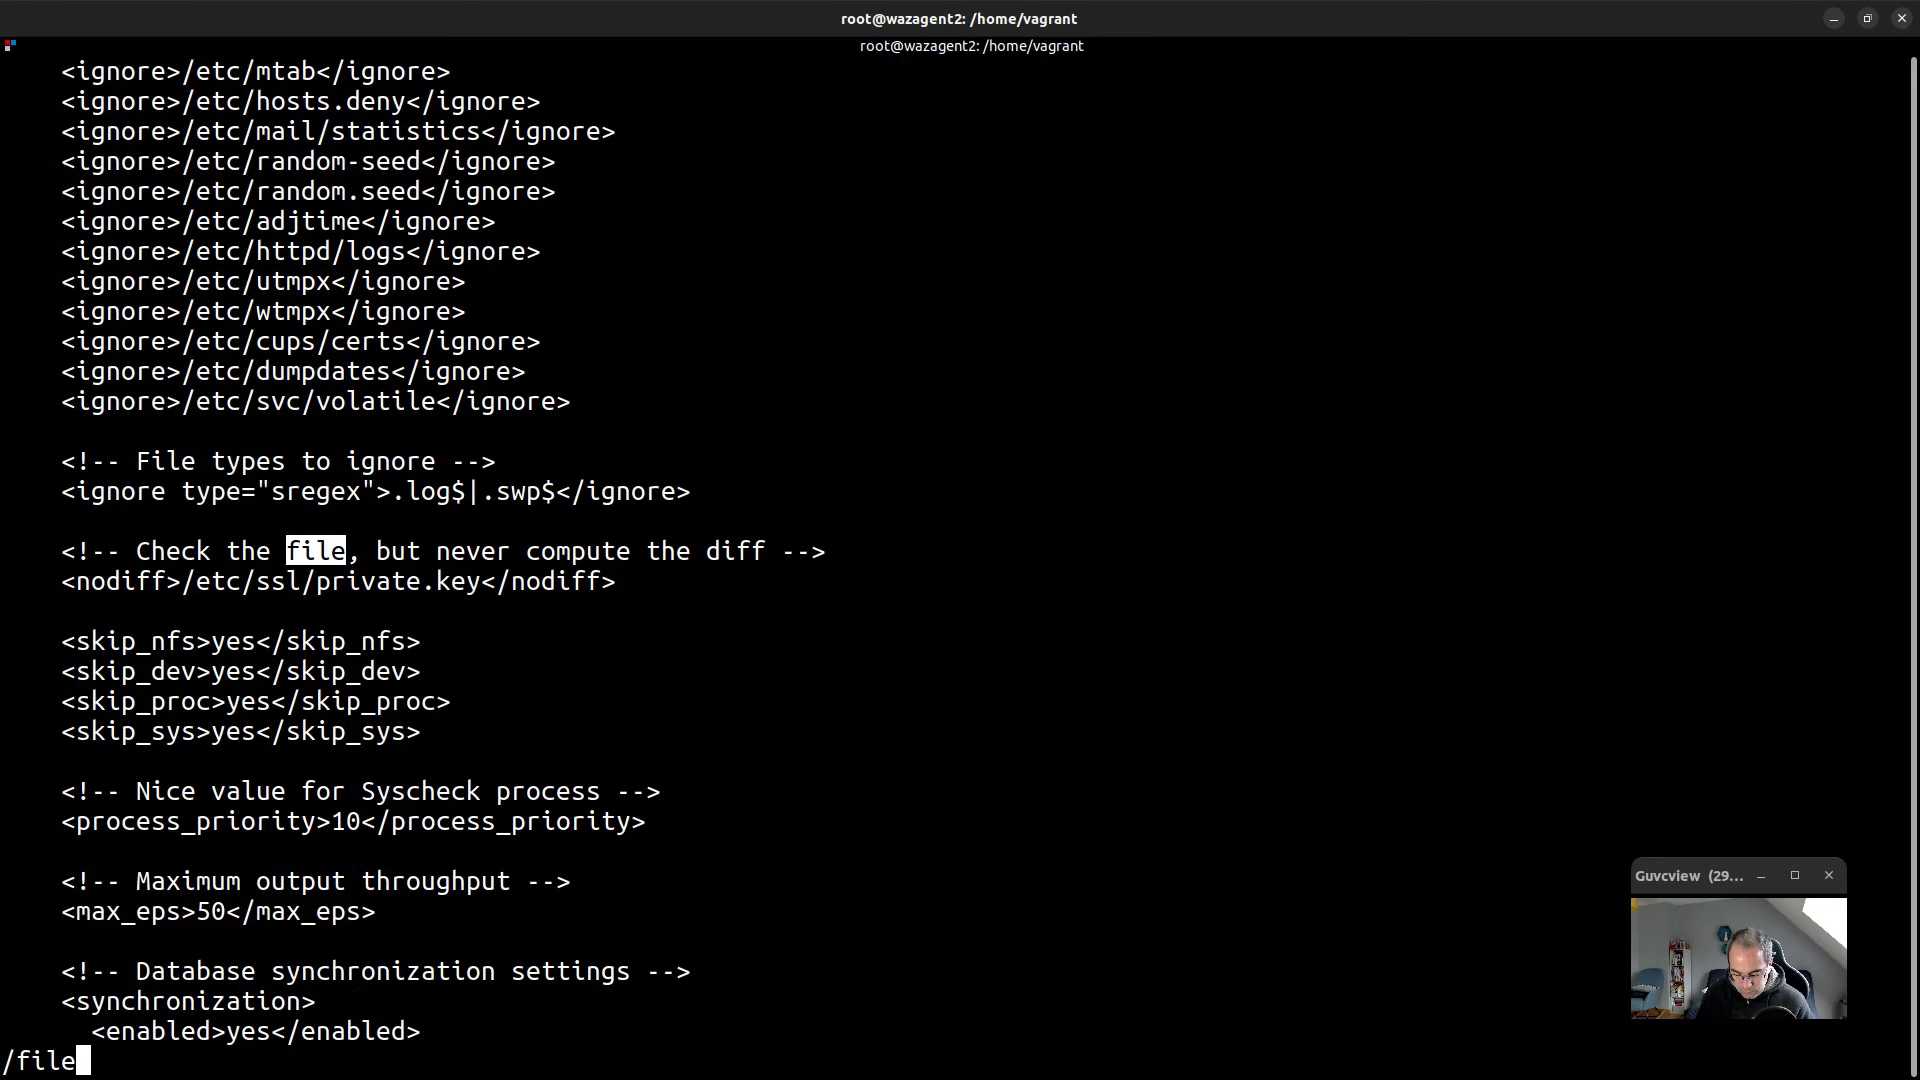 root@wazagent2: /home/vagrant
root@wazagent2: /home/vagrant
<ignore>/etc/mtab</ignore>
<ignore>/etc/hosts.deny</ignore>
<ignore>/etc/mail/statistics</ignore>
<ignore>/etc/random-seed</ignore>
<ignore>/etc/random.seed</ignore>
<ignore>/etc/adjtime</ignore>
<ignore>/etc/httpd/logs</ignore>
<ignore>/etc/utmpx</ignore>
<ignore>/etc/wtmpx</ignore>
<ignore>/etc/cups/certs</ignore>
<ignore>/etc/dumpdates</ignore>
<ignore>/etc/svc/volatile</ignore>
<!-- File types to ignore -->
<ignore type="sregex">.log$|.swp$</ignore>
<!-- Check the file, but never compute the diff -->
<nodiff>/etc/ssl/private.key</nodiff>
<skip_nfs>yes</skip_nfs>
<skip_dev>yes</skip_dev>
<skip_proc>yes</skip_proc>
<skip_sys>yes</skip_sys>
<!-- Nice value for Syscheck process -->
<process_priority>10</process_priority>
<!-- Maximum output throughput -->
<max_eps>50</max_eps>
<!-- Database synchronization settings -->
<synchronization>
<enabled>yes</enabled>
/file
Guvcview (29...